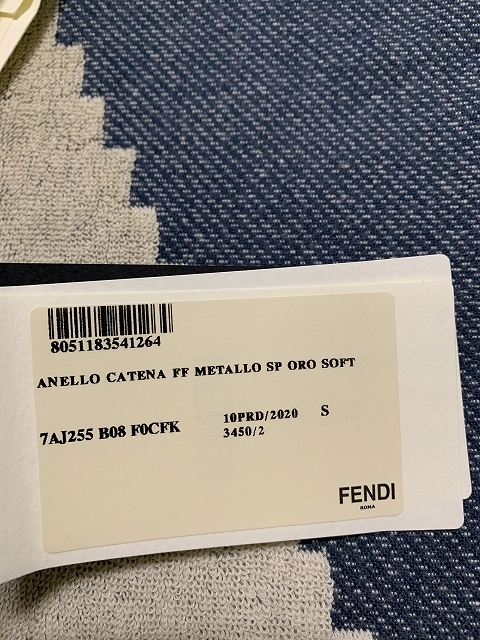 8051183541264
ANELLO CATENA FF METALLO SP ORO SOFT
7AJ255 B08 F0CFK
10PRD/2020 S
3450/2
FENDI
ROMA